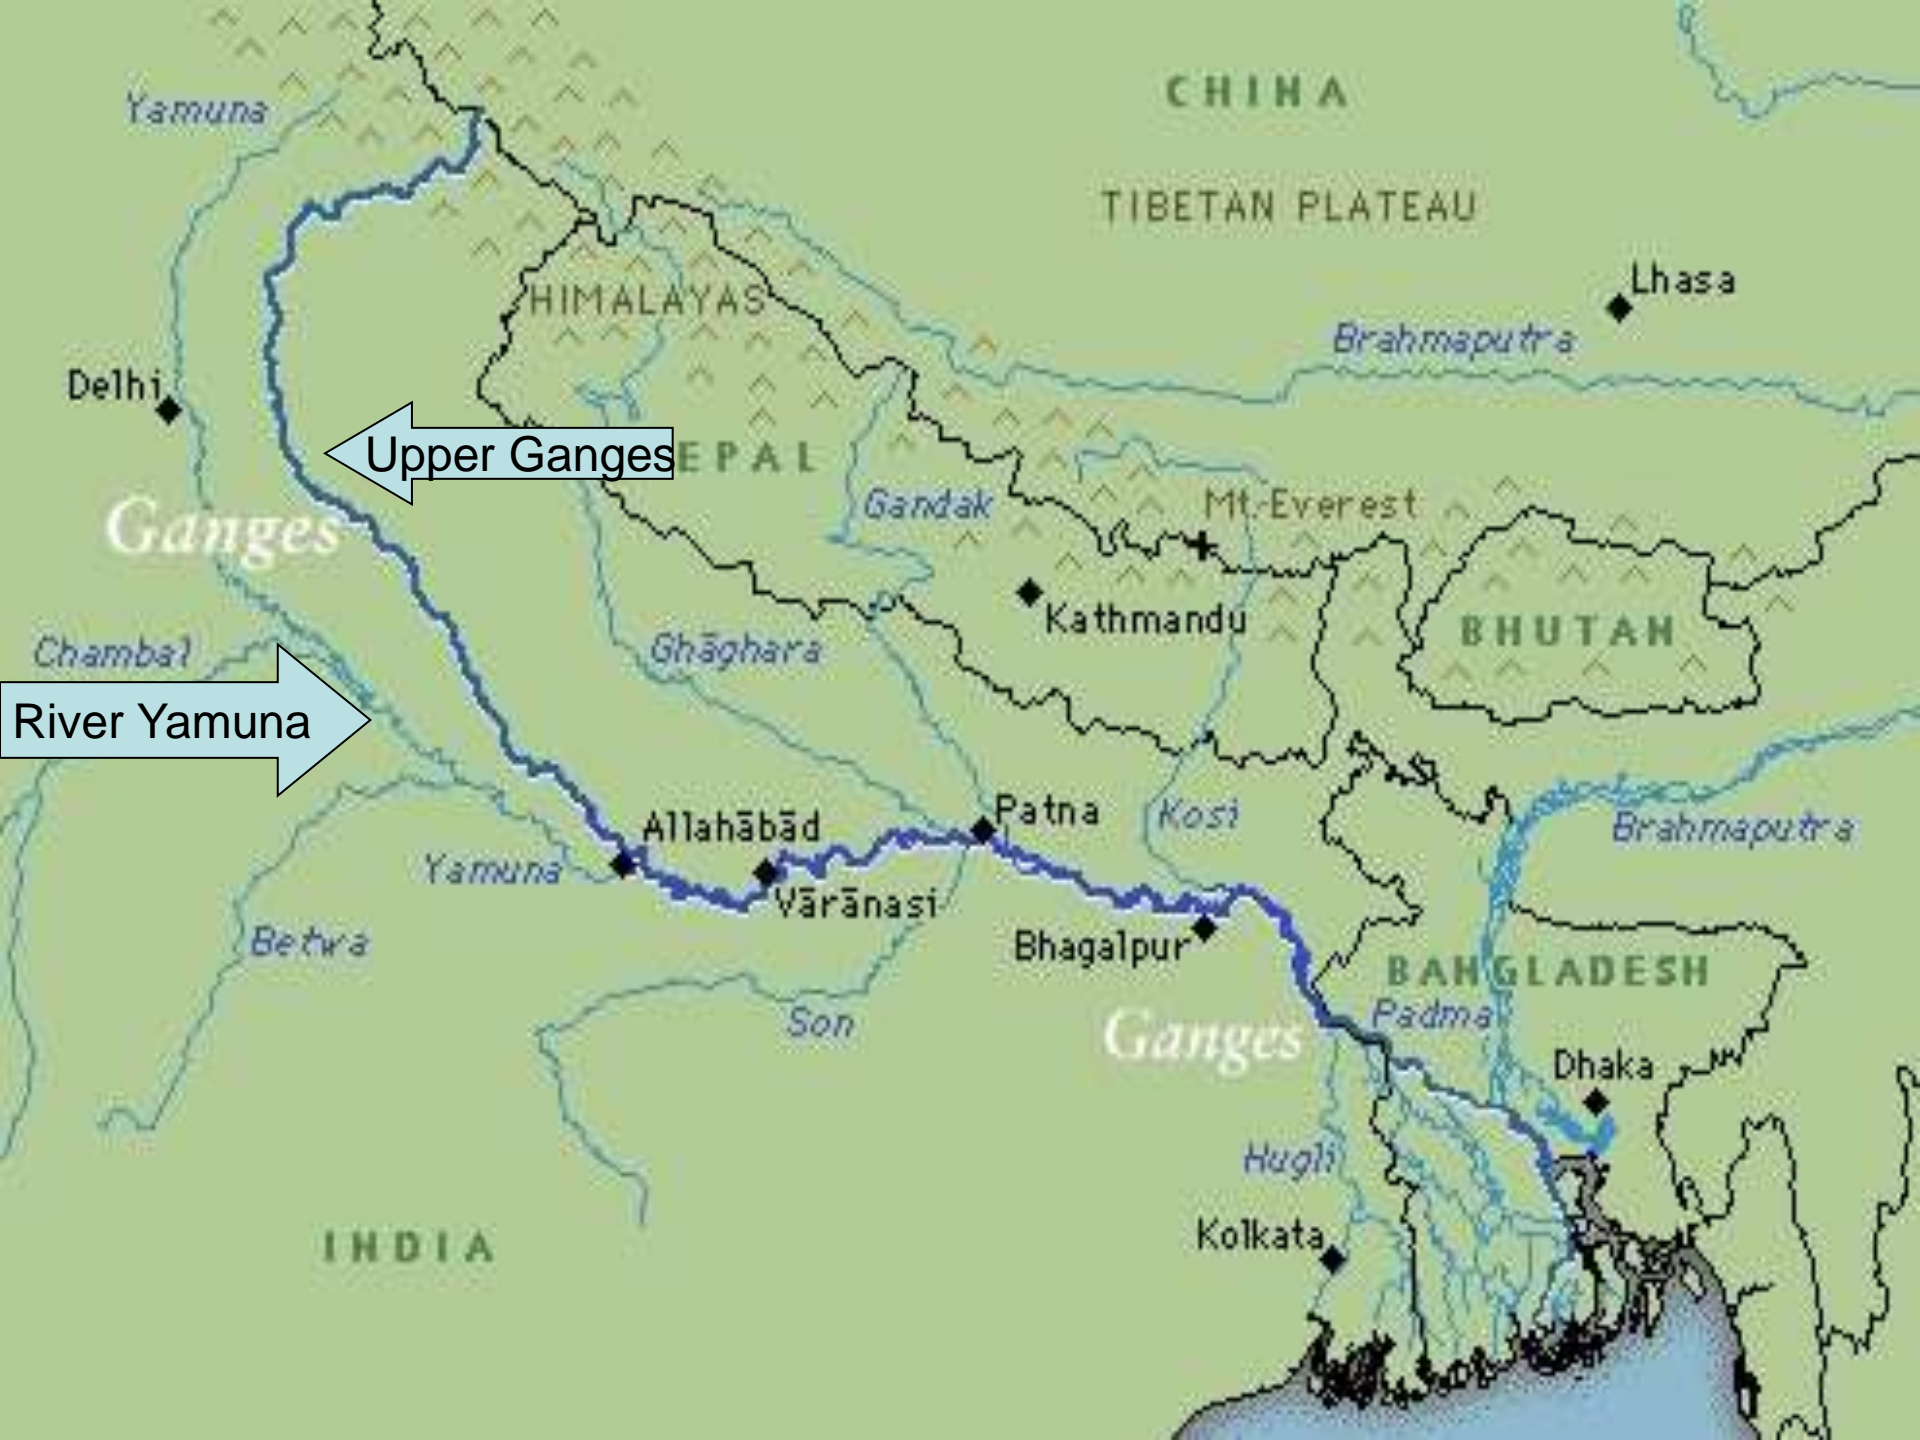 CHINA
Yamuna
TIBETAN PLATEAU
Lhasa
HIMALAYAS
Brahmaputra
Delhi
Upper Ganges
EPAL
Gandak
Mt. Everest
Ganges
Kathmandu
BHUTAN
Chambal
Ghāghara
River Yamuna
Patna
Kosi
Allahābād
Brahmaputra
Yamuna
Vārānasi
Betwa
Bhagalpur
BANGLADESH
Son
Padma
Ganges
Dhaka
Hugli
Kolkata
INDIA